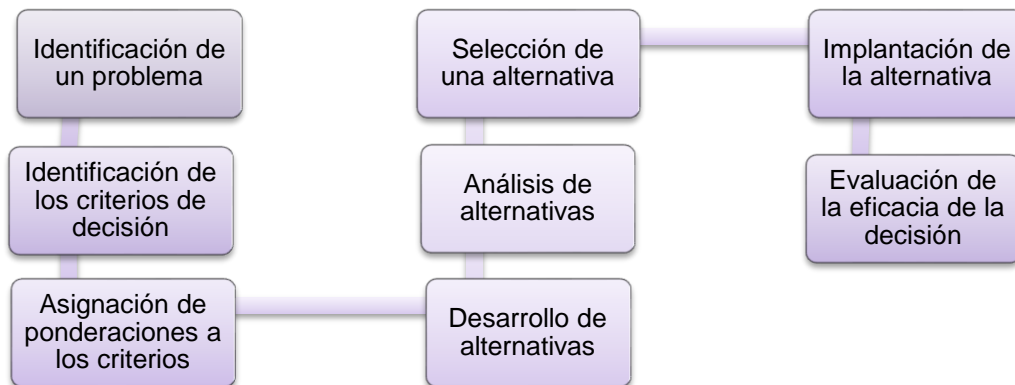 Identificación de
un problema
Identificación de
los criterios de
decisión
Asignación de
ponderaciones a
los criterios
Desarrollo de
alternativas
Análisis de
alternativas
Selección de
una alternativa
Implantación de
la alternativa
Evaluación de
la eficacia de la
decisión